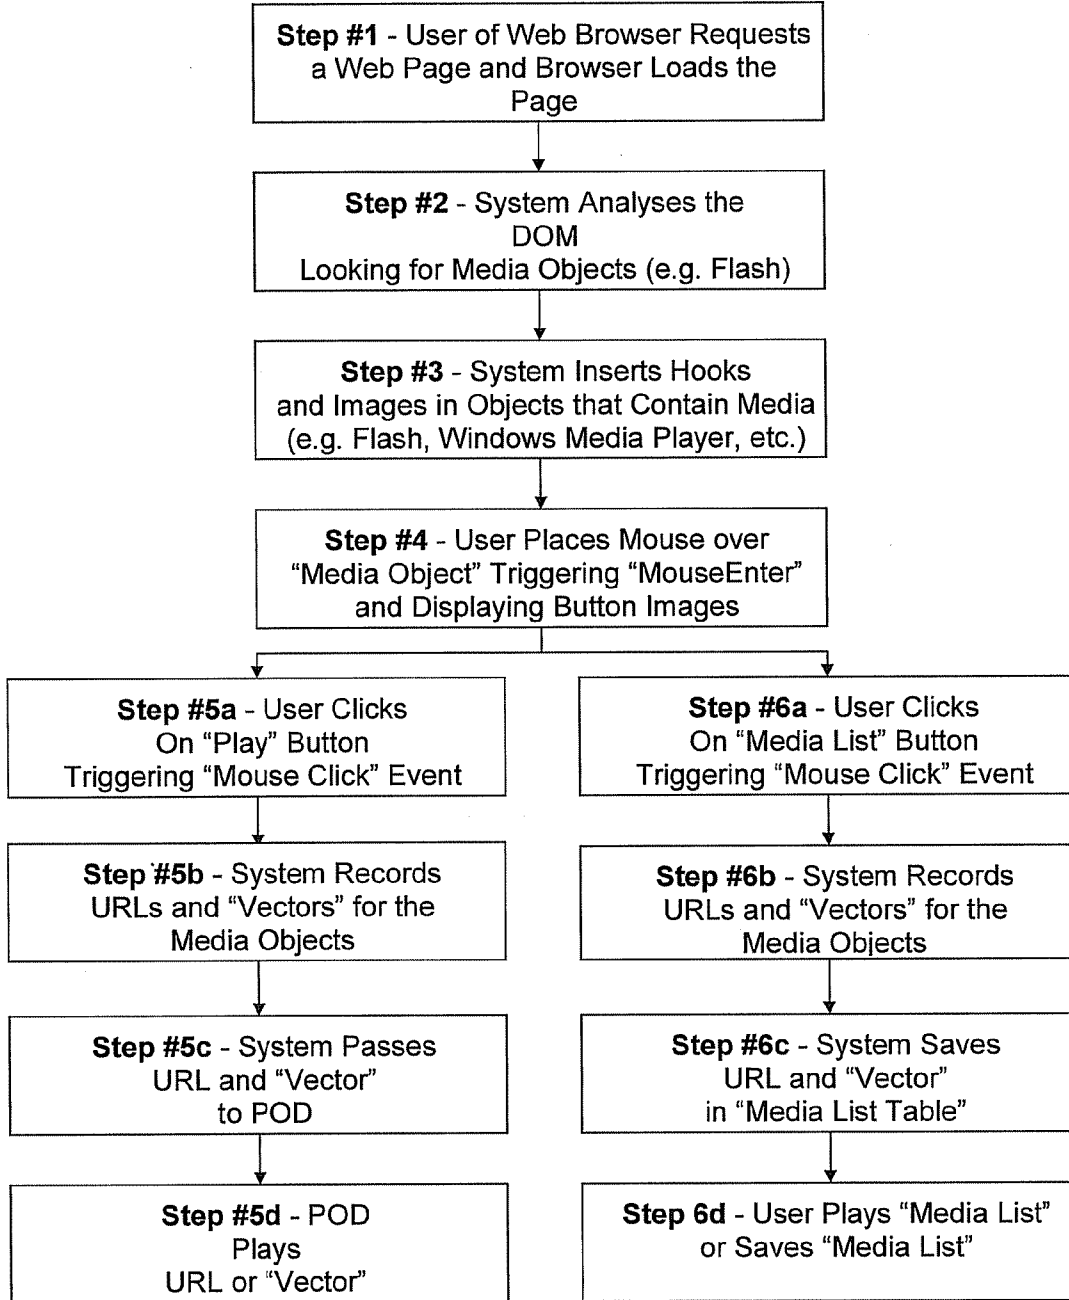 Step #1 - User of Web Browser Requests
a Web Page and Browser Loads the
Page
Step #2 - System Analyses the
DOM
Looking for Media Objects (e.g. Flash)
Step #3 - System Inserts Hooks
and Images in Objects that Contain Media
(e.g. Flash, Windows Media Player, etc.)
Step #4 - User Places Mouse over
“Media Object” Triggering “MouseEnter”
and Displaying Button Images
Step #5a - User Clicks
On “Play” Button
Triggering “Mouse Click” Event
Step #5b - System Records
URLs and “Vectors” for the
Media Objects
Step #5c - System Passes
URL and “Vector”
to POD
Step #5d - POD
Plays
URL or “Vector”
Step #6a - User Clicks
On “Media List” Button
Triggering “Mouse Click” Event
Step #6b - System Records
URLs and “Vectors” for the
Media Objects
Step #6c - System Saves
URL and “Vector”
in “Media List Table”
Step 6d - User Plays “Media List”
or Saves “Media List”